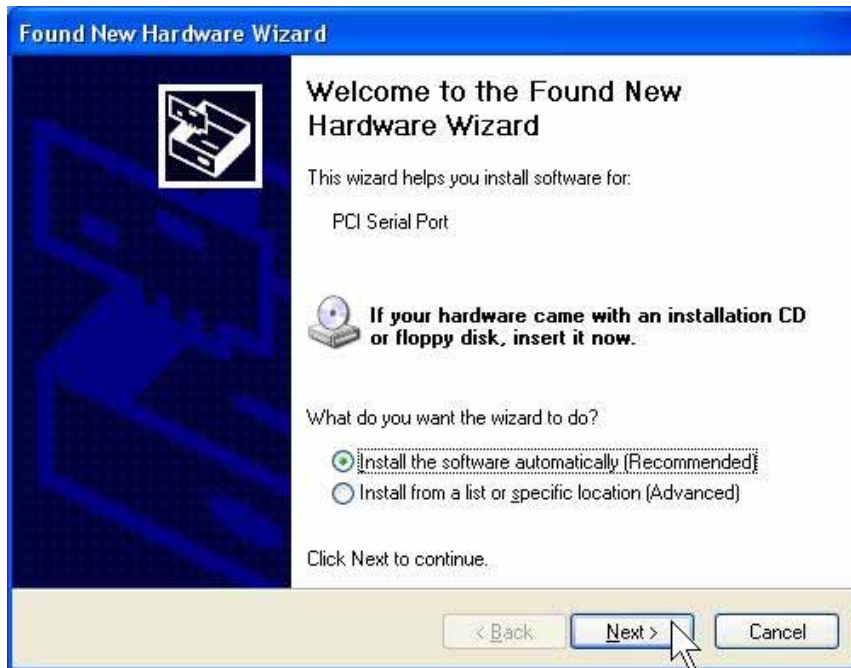 Found New Hardware Wizard
Welcome to the Found New
Hardware Wizard
This wizard helps you install software for:
PCI Serial Port
If your hardware came with an installation CD
or floppy disk, insert it now.
What do you want the wizard to do?
Install the software automatically (Recommended)
Install from a list or specific location (Advanced)
Click Next to continue.
< Back Next > Cancel